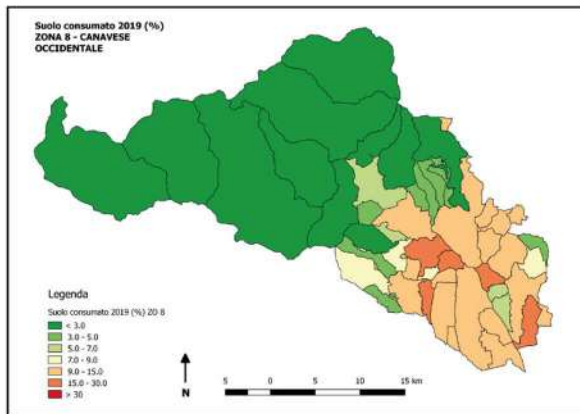 Suolo consumato 2019 (%)
ZONA 8 - CANAVESE
OCCIDENTALE
Legenda
Suolo consumato 2019 (%) ZO 8
< 3.0
3.0 - 5.0
5.0 - 7.0
7.0 - 9.0
9.0 - 15.0
15.0 - 30.0
> 30
N
5 0 5 10 15 km